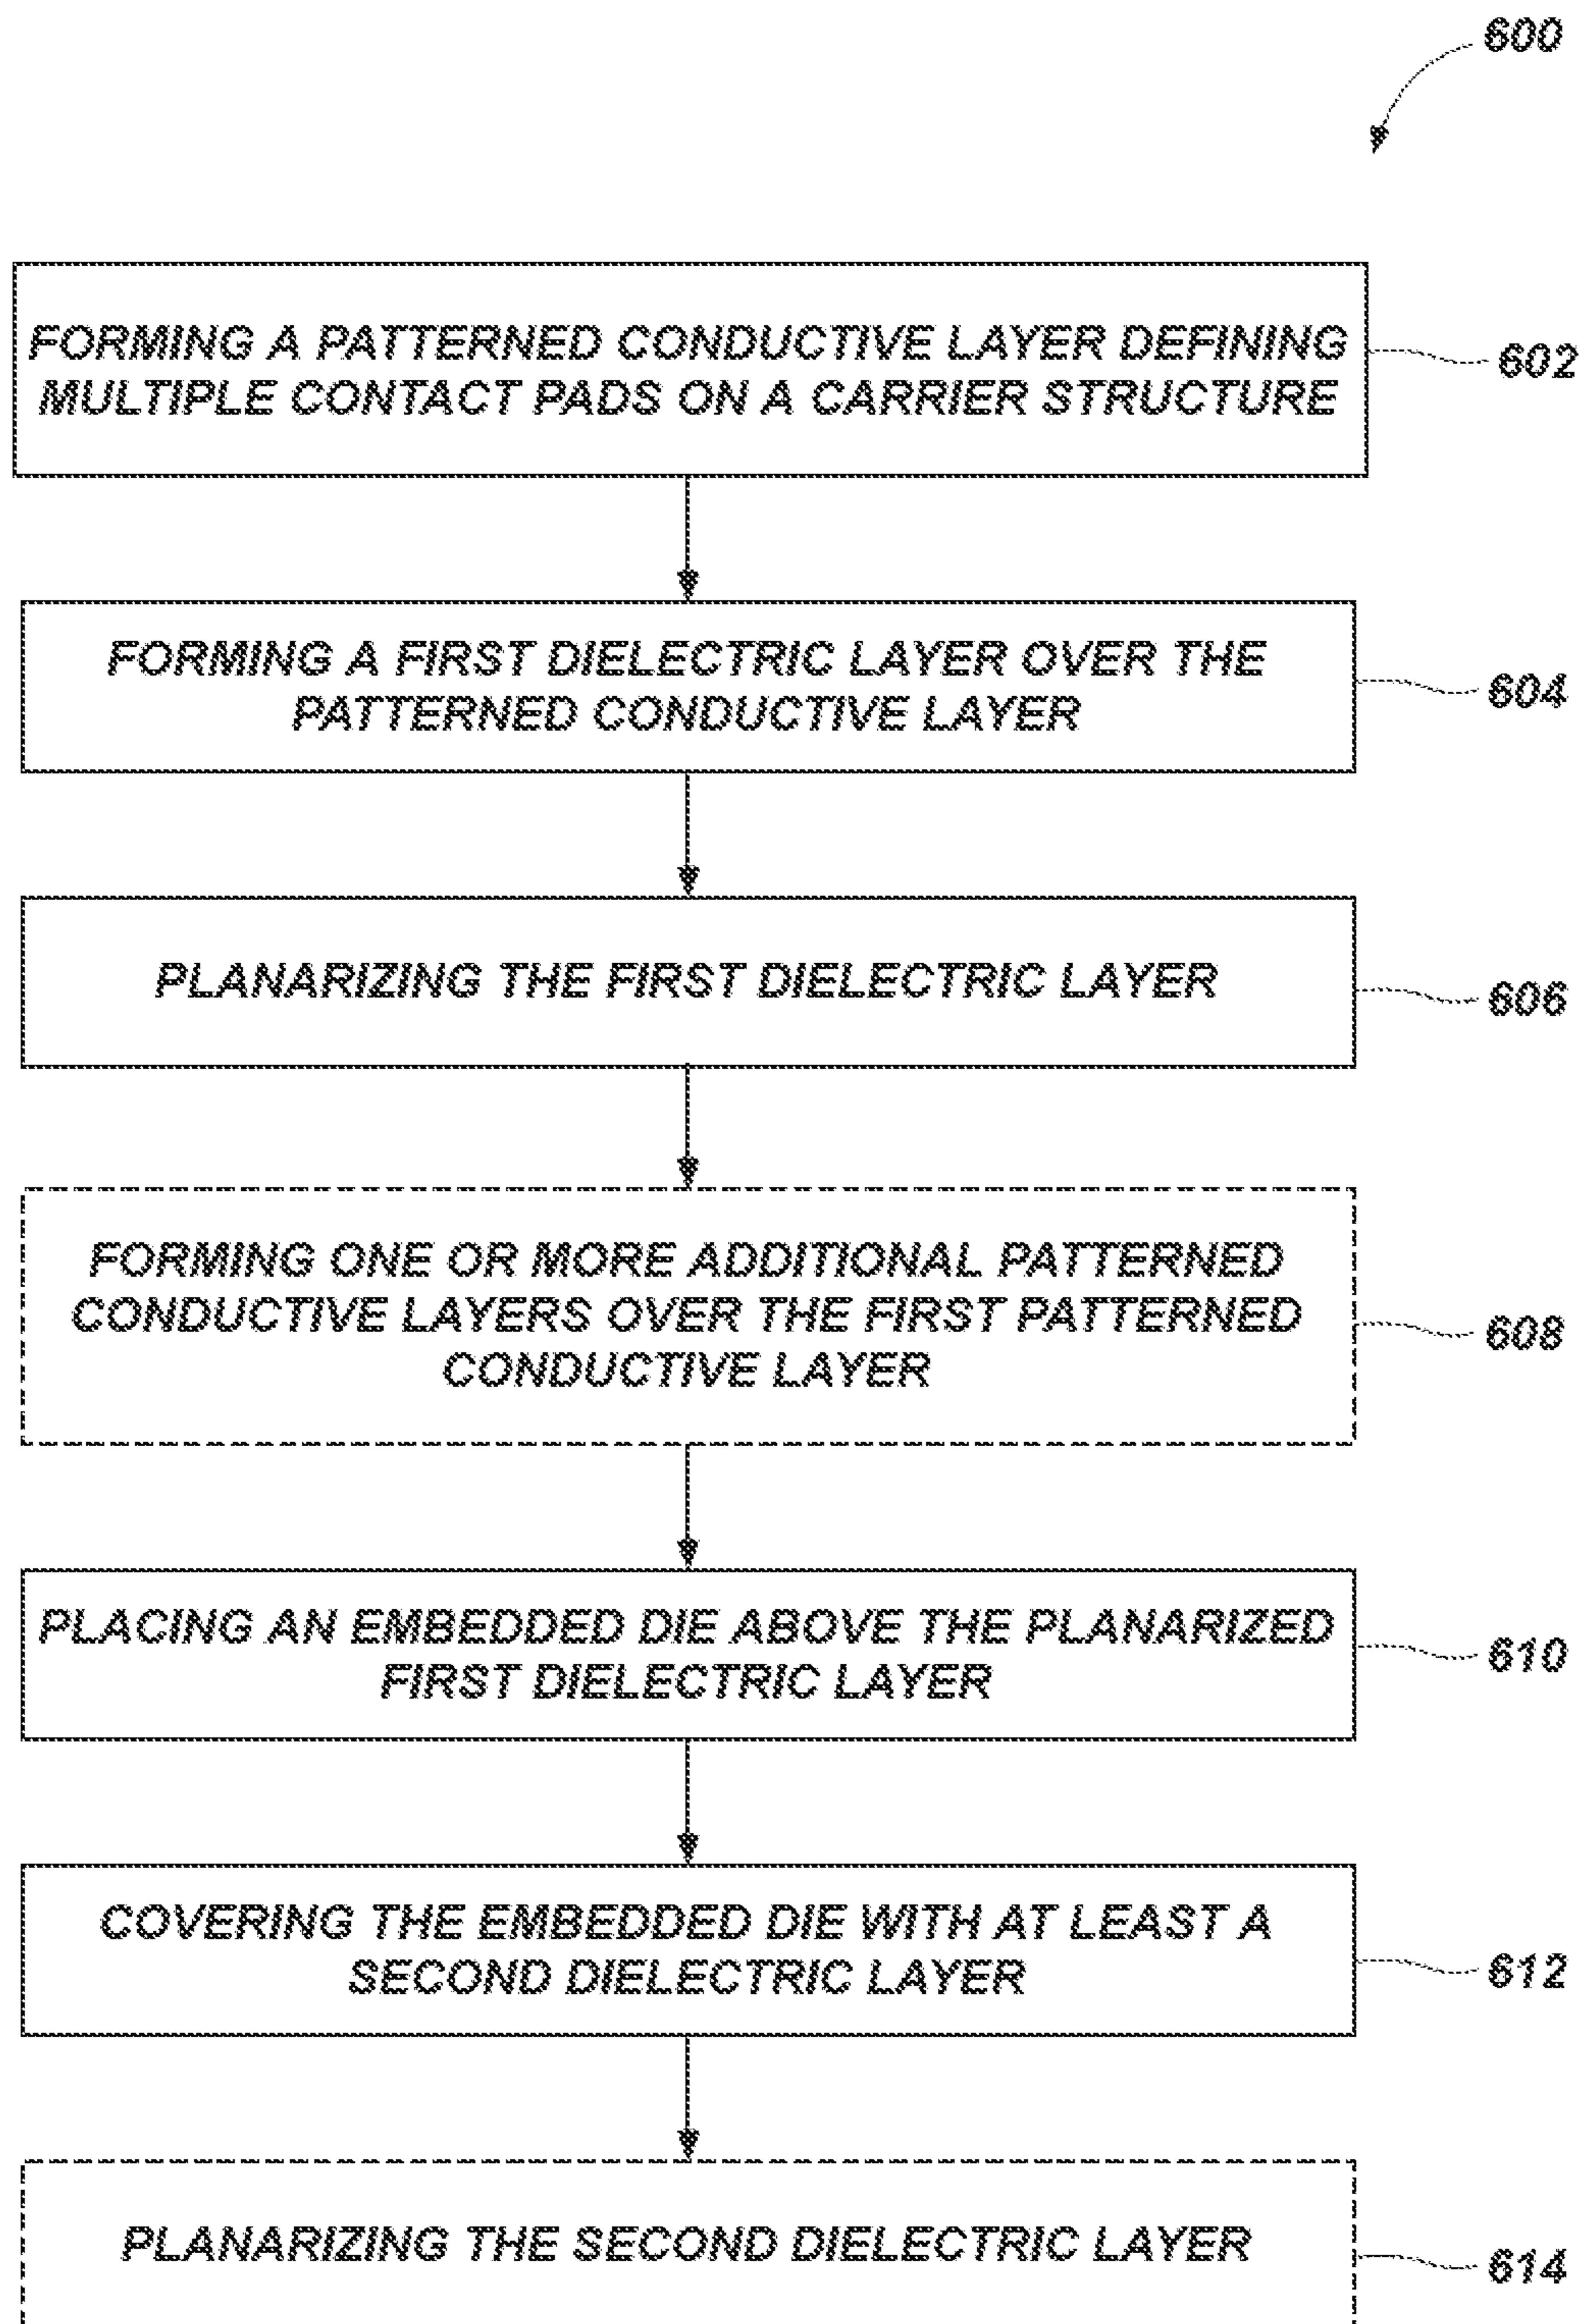 600
FORMING A PATTERNED CONDUCTIVE LAYER DEFINING
MULTIPLE CONTACT PADS ON A CARRIER STRUCTURE
602
FORMING A FIRST DIELECTRIC LAYER OVER THE
PATTERNED CONDUCTIVE LAYER
604
PLANARIZING THE FIRST DIELECTRIC LAYER
606
FORMING ONE OR MORE ADDITIONAL PATTERNED
CONDUCTIVE LAYERS OVER THE FIRST PATTERNED
CONDUCTIVE LAYER
608
PLACING AN EMBEDDED DIE ABOVE THE PLANARIZED
FIRST DIELECTRIC LAYER
610
COVERING THE EMBEDDED DIE WITH AT LEAST A
SECOND DIELECTRIC LAYER
612
PLANARIZING THE SECOND DIELECTRIC LAYER
614